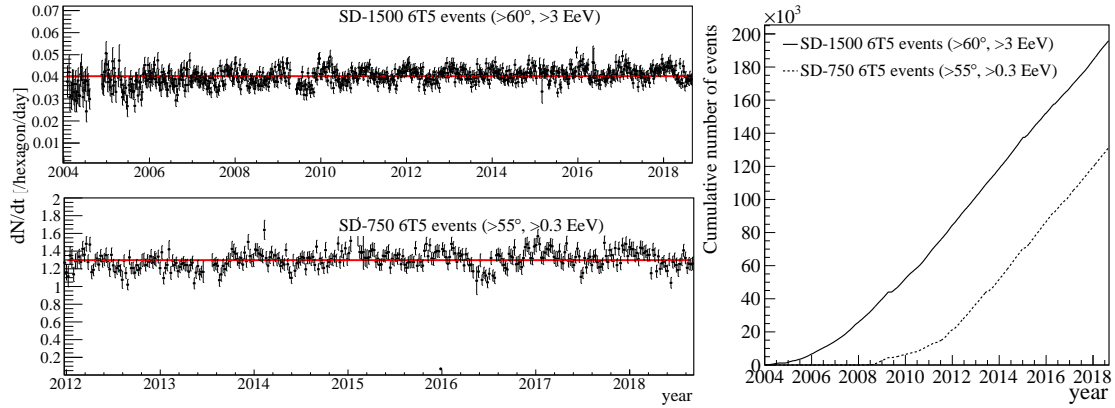 SD-1500 6T5 events (>60°, >3 EeV)
0.07
0.06
0.05
0.04
0.03
0.02
0.01
2004 2006 2008 2010 2012 2014 2016 2018
dN/dt [/hexagon/day]
SD-750 6T5 events (>55°, >0.3 EeV)
2
1.8
1.6
1.4
1.2
1
0.8
0.6
0.4
0.2
2012 2013 2014 2015 2016 2017 2018
year
×10³
SD-1500 6T5 events (>60°, >3 EeV)
SD-750 6T5 events (>55°, >0.3 EeV)
Cumulative number of events
200
180
160
140
120
100
80
60
40
20
0
2004 2006 2008 2010 2012 2014 2016 2018
year